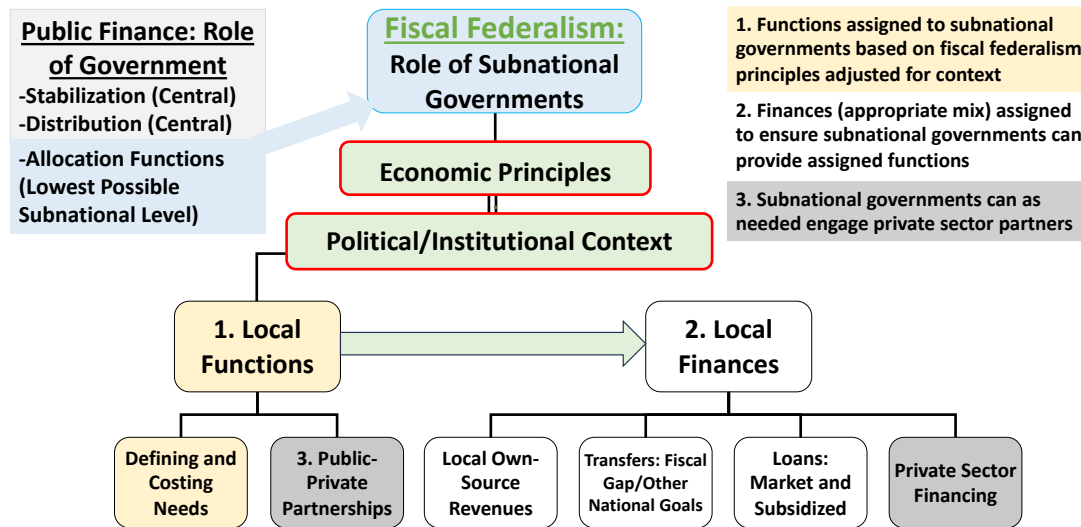 Public Finance: Role
of Government
-Stabilization (Central)
-Distribution (Central)
-Allocation Functions
(Lowest Possible
Subnational Level)
Fiscal Federalism:
Role of Subnational
Governments
1. Functions assigned to subnational
governments based on fiscal federalism
principles adjusted for context
2. Finances (appropriate mix) assigned
to ensure subnational governments can
provide assigned functions
3. Subnational governments can as
needed engage private sector partners
Economic Principles
Political/Institutional Context
1. Local
Functions
2. Local
Finances
Defining and
Costing
Needs
3. Public-
Private
Partnerships
Local Own-
Source
Revenues
Transfers: Fiscal
Gap/Other
National Goals
Loans:
Market and
Subsidized
Private Sector
Financing